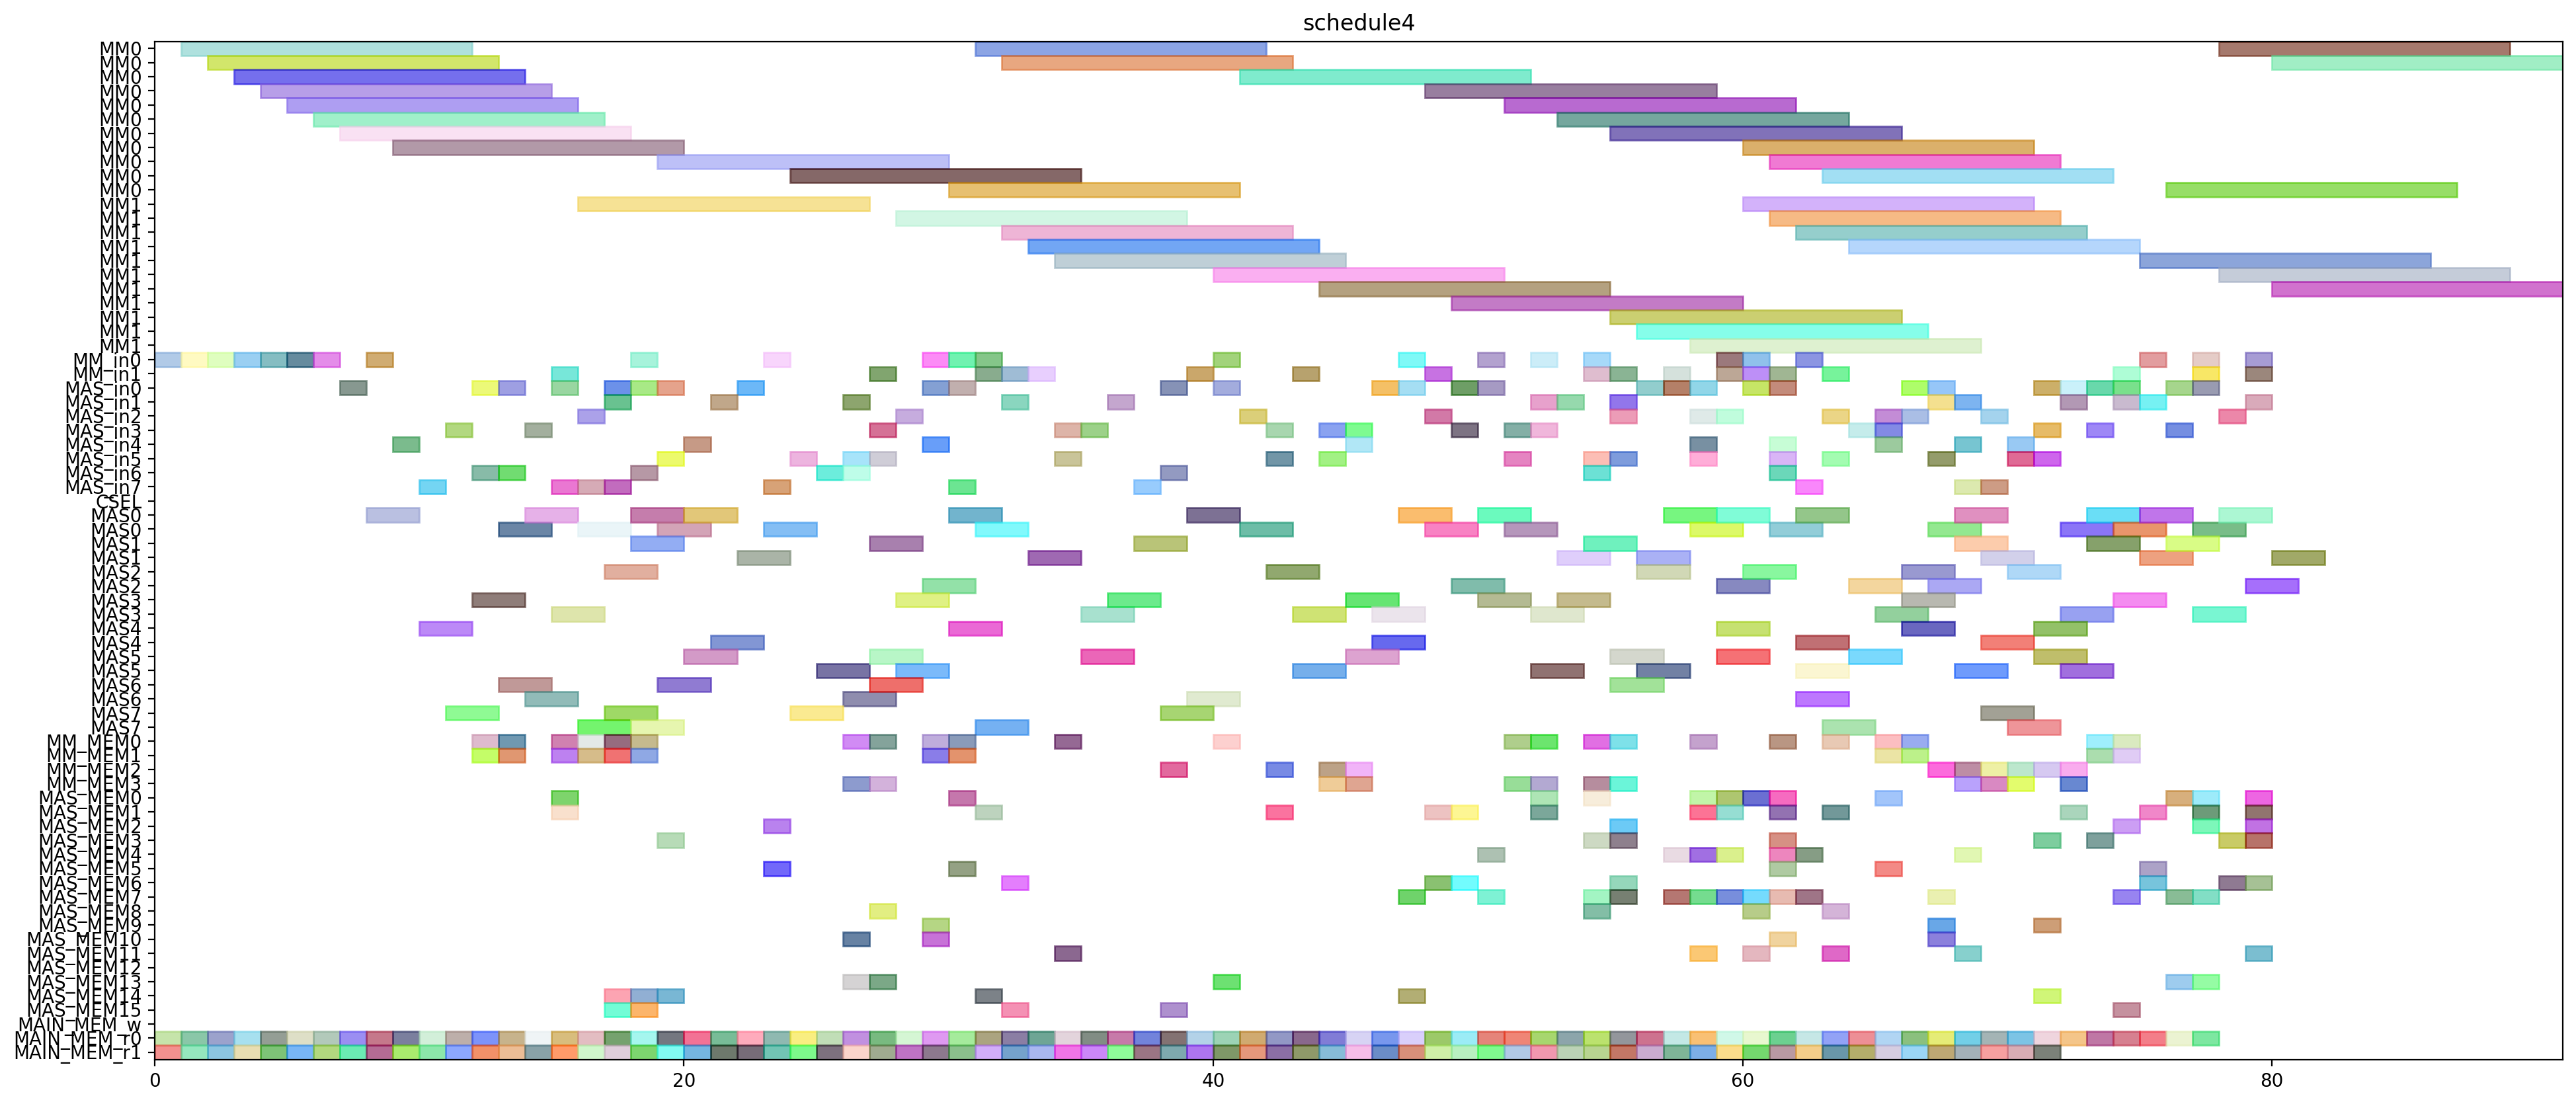 schedule4
MM0
MM0
MM0
MM0
MM0
MM0
MM0
MM0
MM0
MM0
MM0
MM1
MM1
MM1
MM1
MM1
MM1
MM1
MM1
MM1
MM1
MM1
MM_in0
MM_in1
MAS_in0
MAS_in1
MAS_in2
MAS_in3
MAS_in4
MAS_in5
MAS_in6
MAS_in7
CSEL
MAS0
MAS0
MAS1
MAS1
MAS2
MAS2
MAS3
MAS3
MAS4
MAS4
MAS5
MAS5
MAS6
MAS6
MAS7
MAS7
MM_MEM0
MM_MEM1
MM_MEM2
MM_MEM3
MAS_MEM0
MAS_MEM1
MAS_MEM2
MAS_MEM3
MAS_MEM4
MAS_MEM5
MAS_MEM6
MAS_MEM7
MAS_MEM8
MAS_MEM9
MAS_MEM10
MAS_MEM11
MAS_MEM12
MAS_MEM13
MAS_MEM14
MAS_MEM15
MAIN_MEM_w
MAIN_MEM_r0
MAIN_MEM_r1
0 20 40 60 80